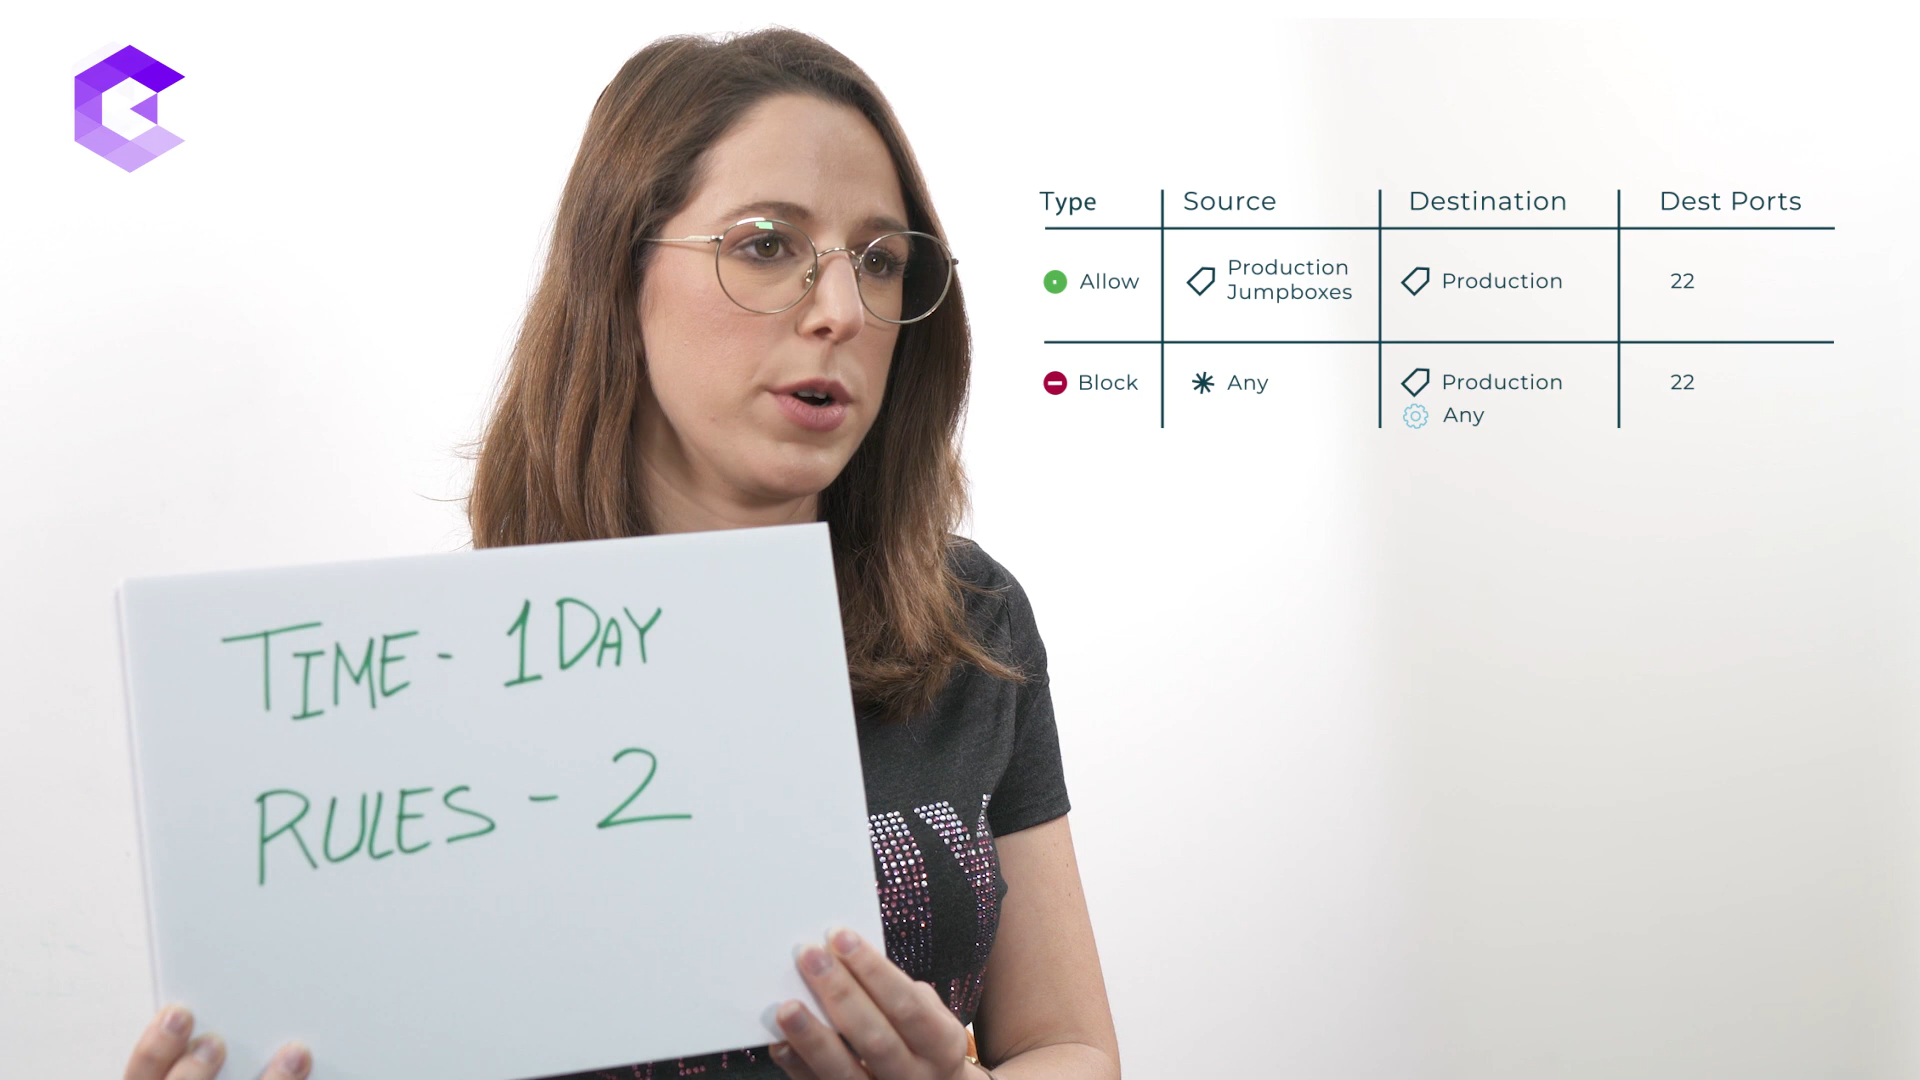 Type Source Destination Dest Ports
Allow Production Jumpboxes Production 22
Block Any Production 22
Any
TIME - 1 DAY
RULES - 2